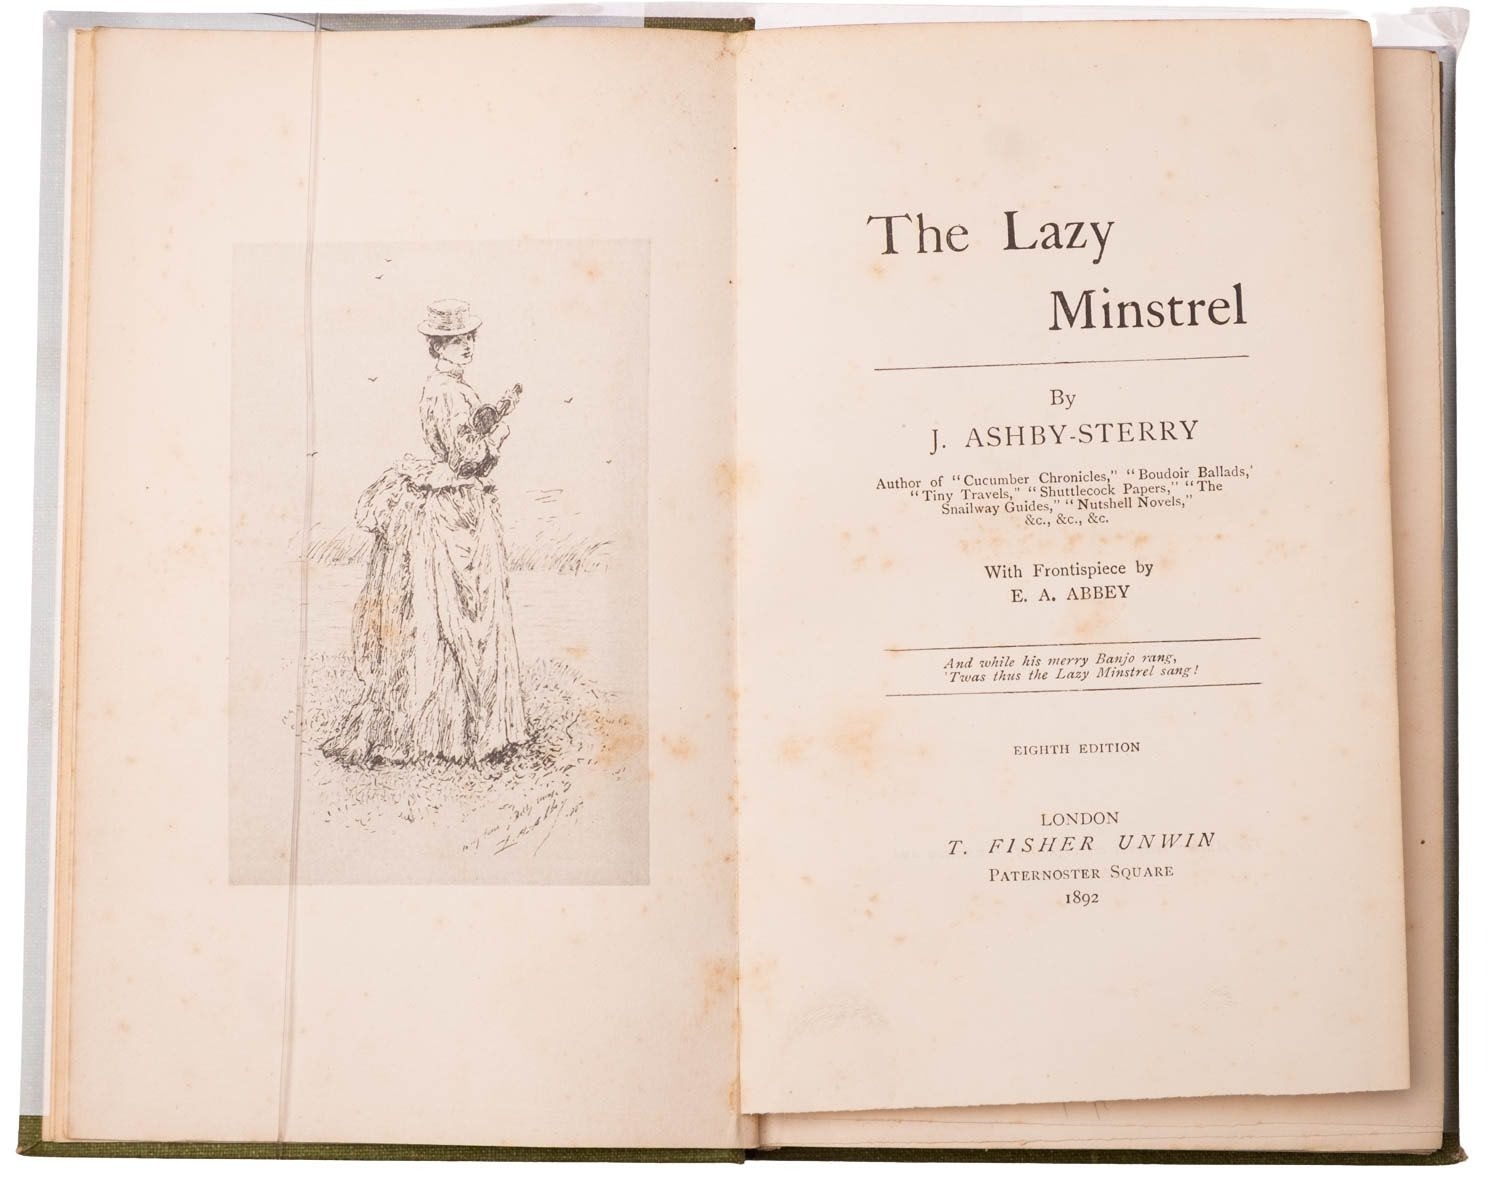 The Lazy
Minstrel
By
J. ASHBY-STERRY
Author of "Cucumber Chronicles," "Boudoir Ballads,'
"Tiny Travels," "Shuttlecock Papers," "The
Snailway Guides," "Nutshell Novels,"
&c., &c., &c.
With Frontispiece by
E. A. ABBEY
And while his merry Banjo rang,
'Twas thus the Lazy Minstrel sang!
EIGHTH EDITION
LONDON
T. FISHER UNWIN
PATERNOSTER SQUARE
1892